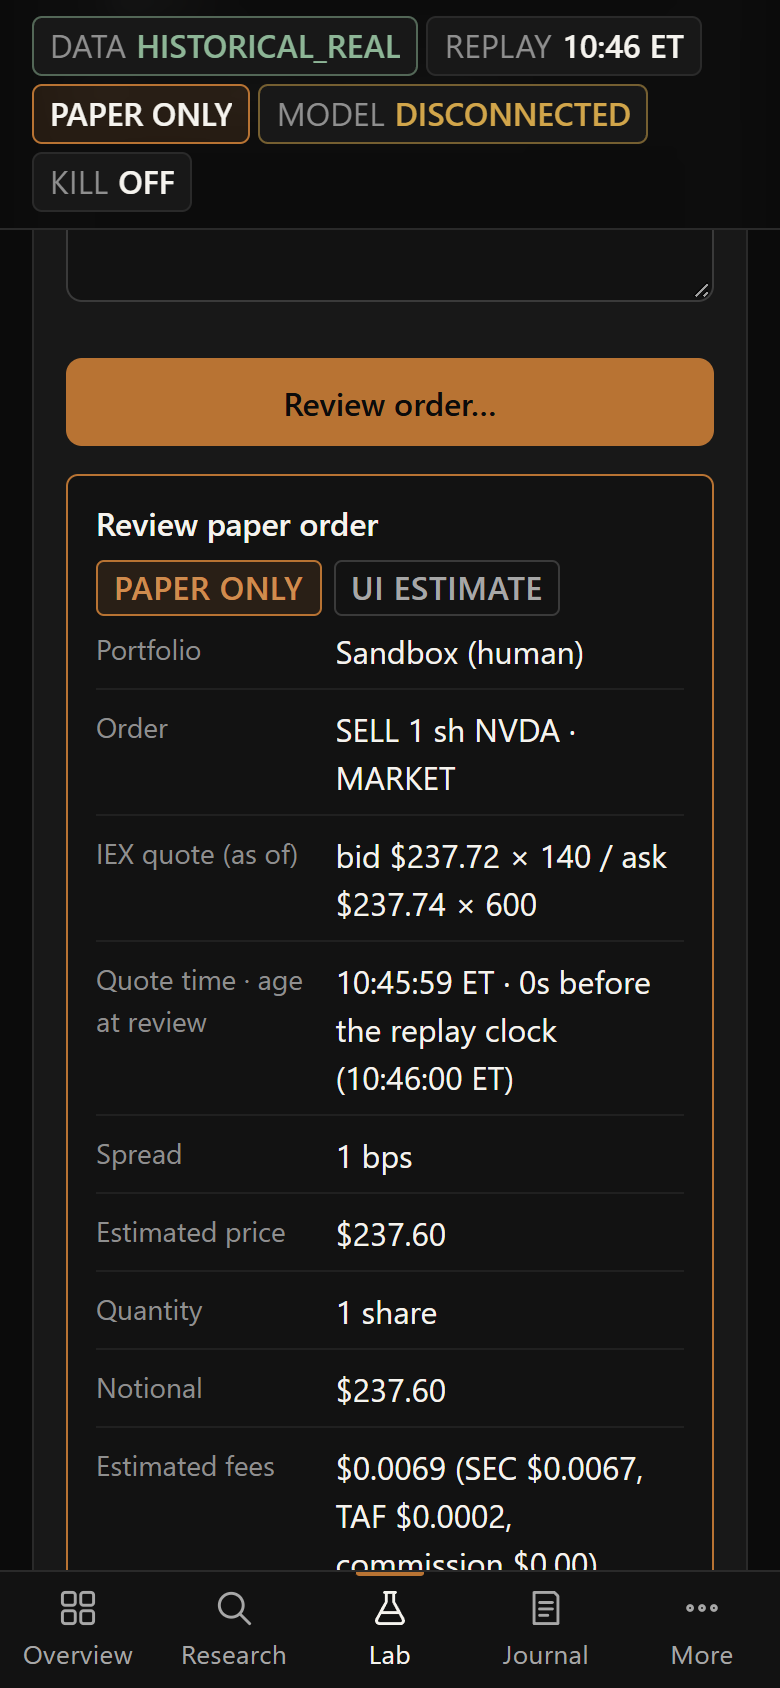 DATA HISTORICAL_REAL
REPLAY 10:46 ET
PAPER ONLY
MODEL DISCONNECTED
KILL OFF
Review order...
Review paper order
PAPER ONLY
UI ESTIMATE
Portfolio
Sandbox (human)
Order
SELL 1 sh NVDA ·
MARKET
IEX quote (as of)
bid $237.72 × 140 / ask
$237.74 × 600
Quote time · age
at review
10:45:59 ET · 0s before
the replay clock
(10:46:00 ET)
Spread
1 bps
Estimated price
$237.60
Quantity
1 share
Notional
$237.60
Estimated fees
$0.0069 (SEC $0.0067,
TAF $0.0002,
commission $0.00)
Overview
Research
Lab
Journal
More